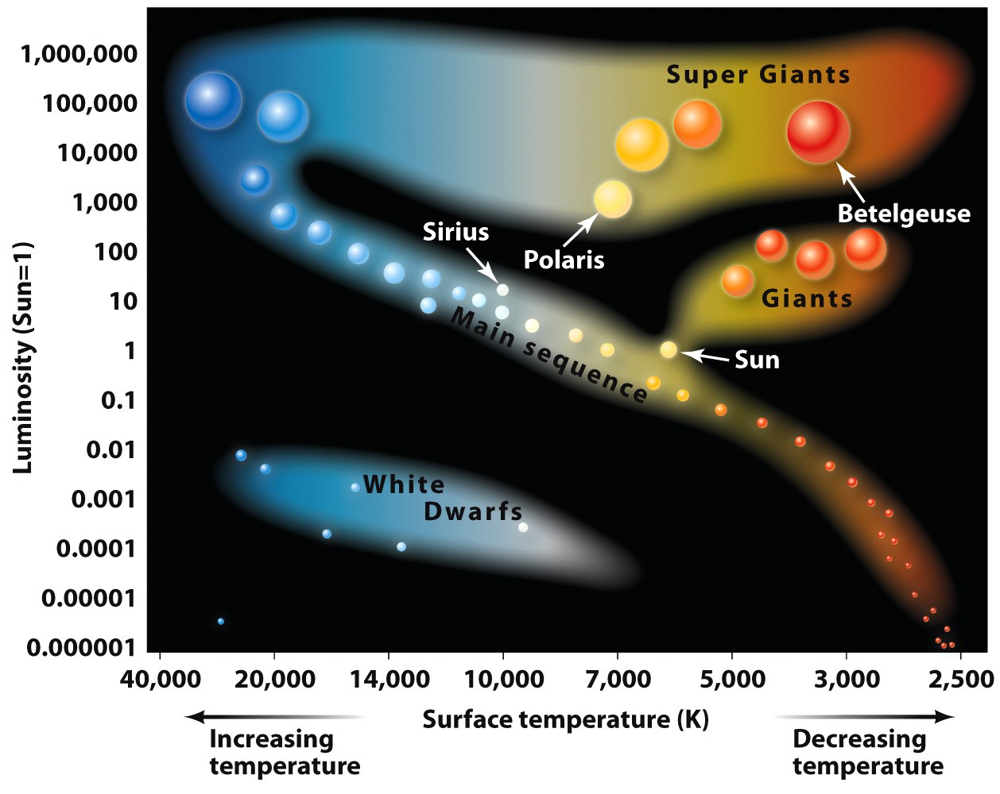 1,000,000
100,000
10,000
1,000
100
10
1
0.1
0.01
0.001
0.0001
0.00001
0.000001
Luminosity (Sun=1)
Super Giants
Betelgeuse
Sirius
Polaris
Giants
Main sequence
Sun
White
Dwarfs
40,000 20,000 14,000 10,000 7,000 5,000 3,000 2,500
Surface temperature (K)
Increasing
temperature
Decreasing
temperature